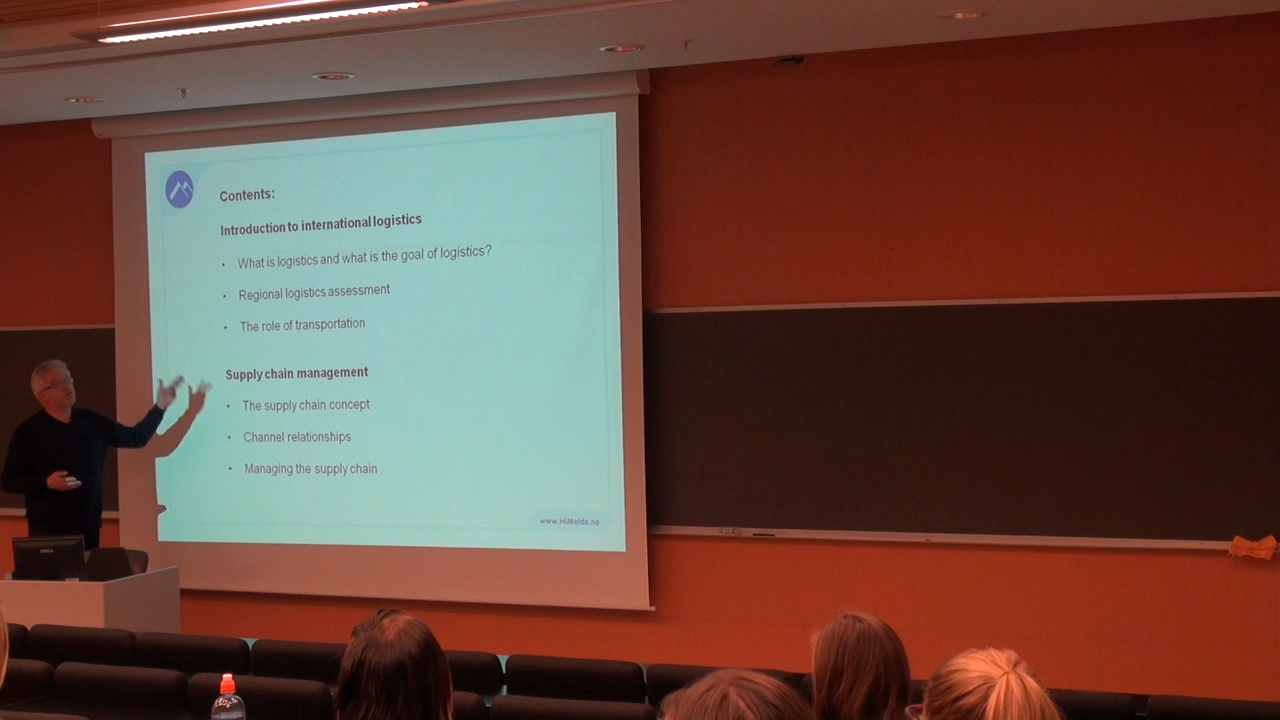 Contents:
Introduction to international logistics
• What is logistics and what is the goal of logistics?
• Regional logistics assessment
• The role of transportation
Supply chain management
• The supply chain concept
• Channel relationships
• Managing the supply chain
www.HiMolde.no
DELL